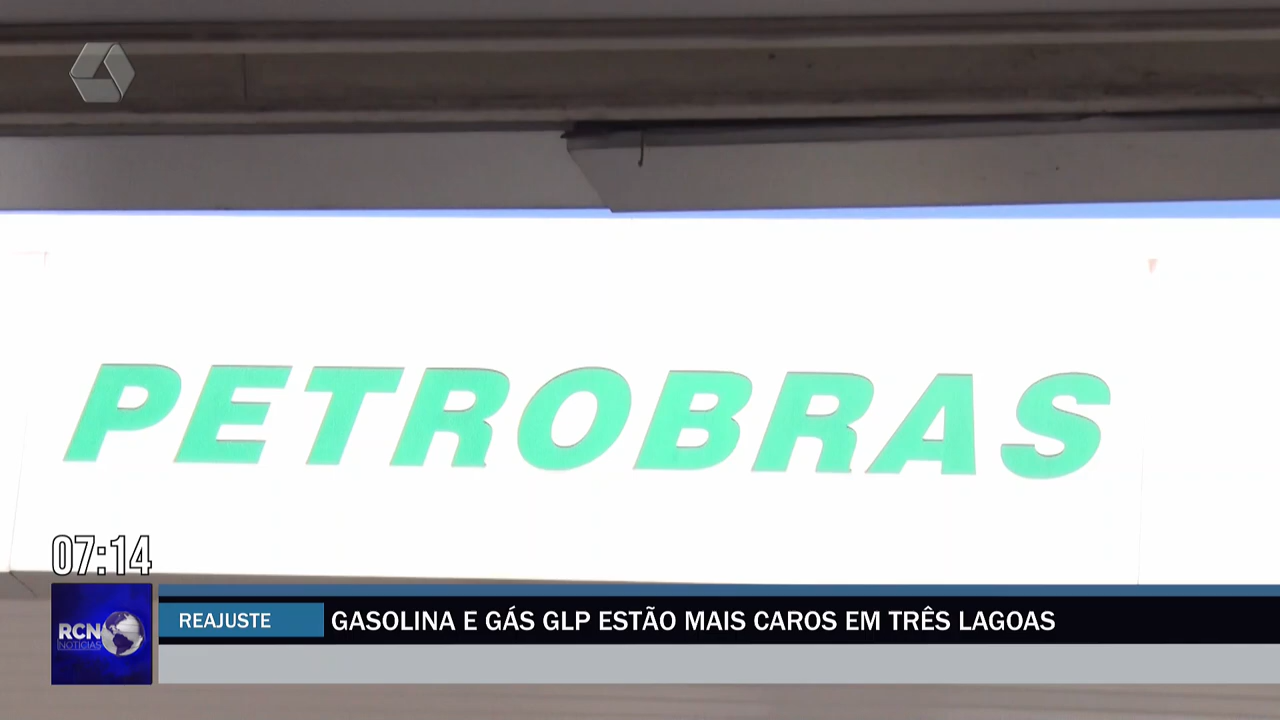 PETROBRAS
07:14
RCN
NOTÍCIAS
REAJUSTE
GASOLINA E GÁS GLP ESTÃO MAIS CAROS EM TRÊS LAGOAS